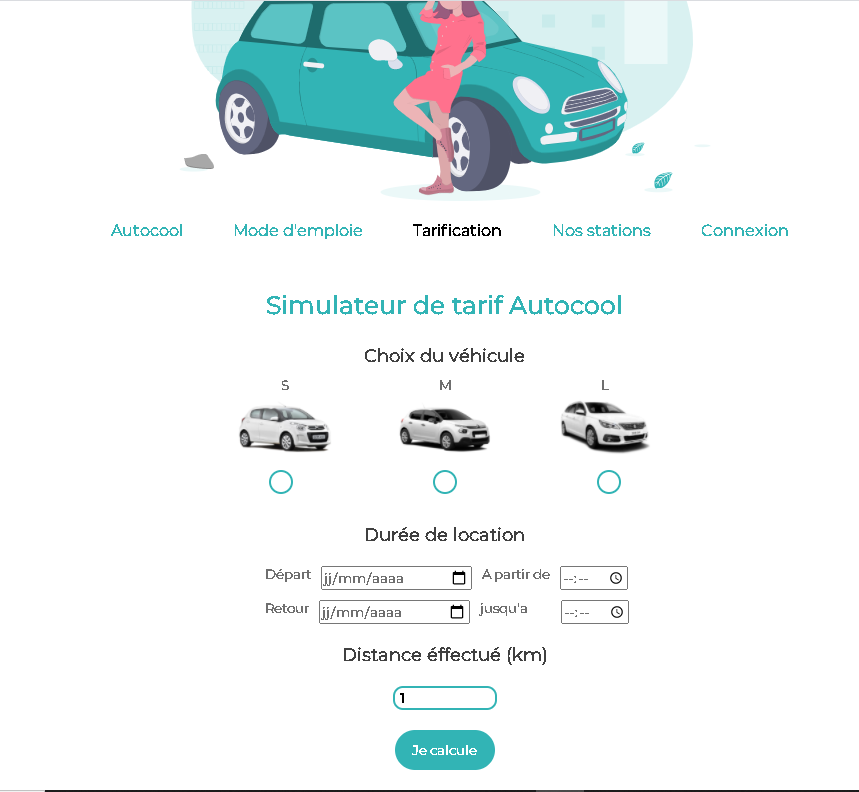 Autocool Mode d'emploie Tarification Nos stations Connexion
Simulateur de tarif Autocool
Choix du véhicule
S M L
Durée de location
Départ jj/mm/aaaa A partir de --:--
Retour jj/mm/aaaa jusqu'a --:--
Distance éffectué (km)
1
Je calcule